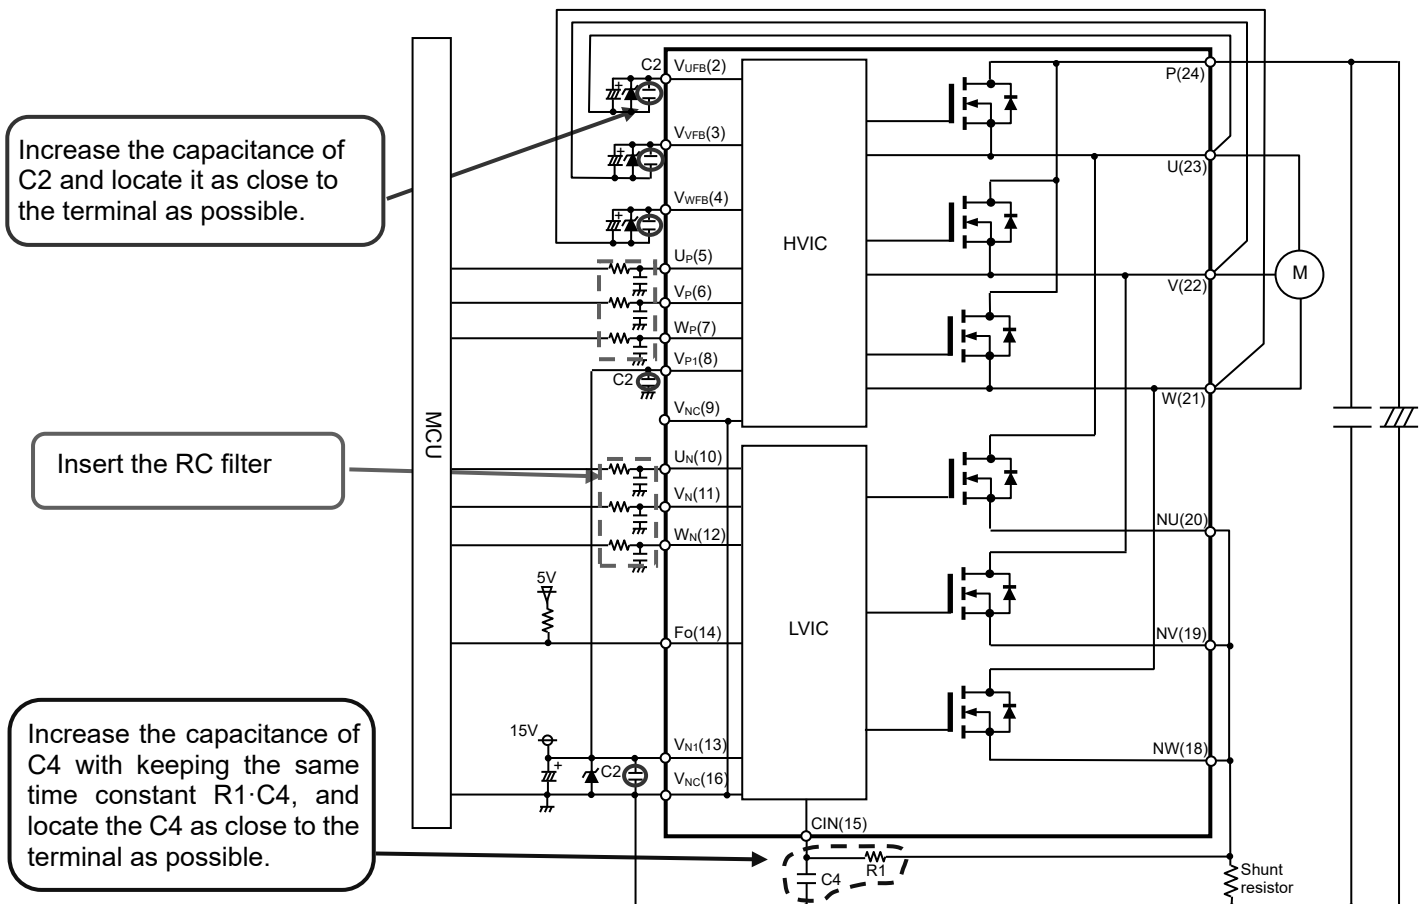 C2
VUFB(2)
P(24)
Increase the capacitance of
C2 and locate it as close to
the terminal as possible.
VVFB(3)
U(23)
VWFB(4)
HVIC
UP(5)
V(22)
M
VP(6)
WP(7)
VP1(8)
C2
W(21)
VNC(9)
MCU
Insert the RC filter
UN(10)
VN(11)
NU(20)
WN(12)
5V
Fo(14)
LVIC
NV(19)
Increase the capacitance of
C4 with keeping the same
time constant R1·C4, and
locate the C4 as close to the
terminal as possible.
15V
+
VN1(13)
NW(18)
C2
VNC(16)
CIN(15)
R1
C4
Shunt
resistor